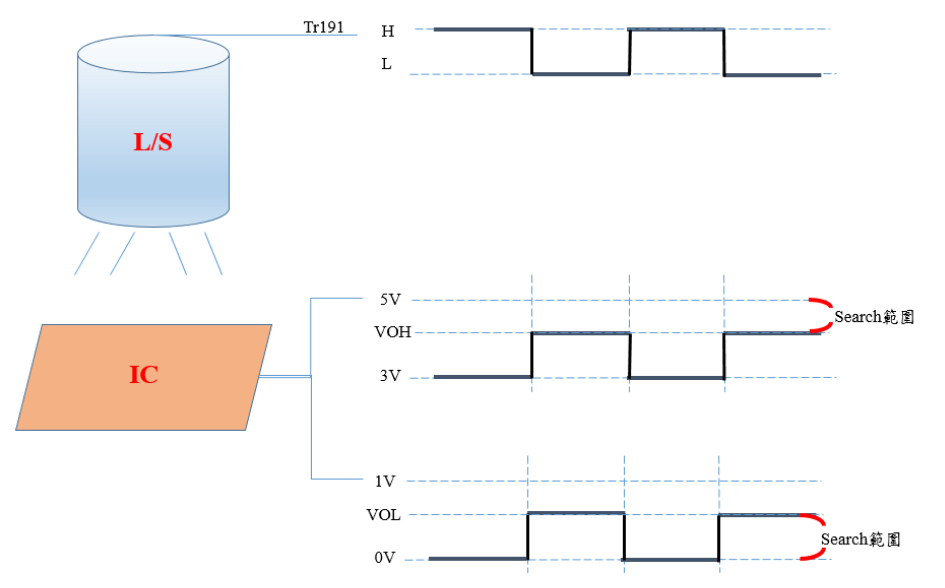 Tr191
H
L
L/S
5V
Search範圍
VOH
IC
3V
1V
VOL
Search範圍
0V